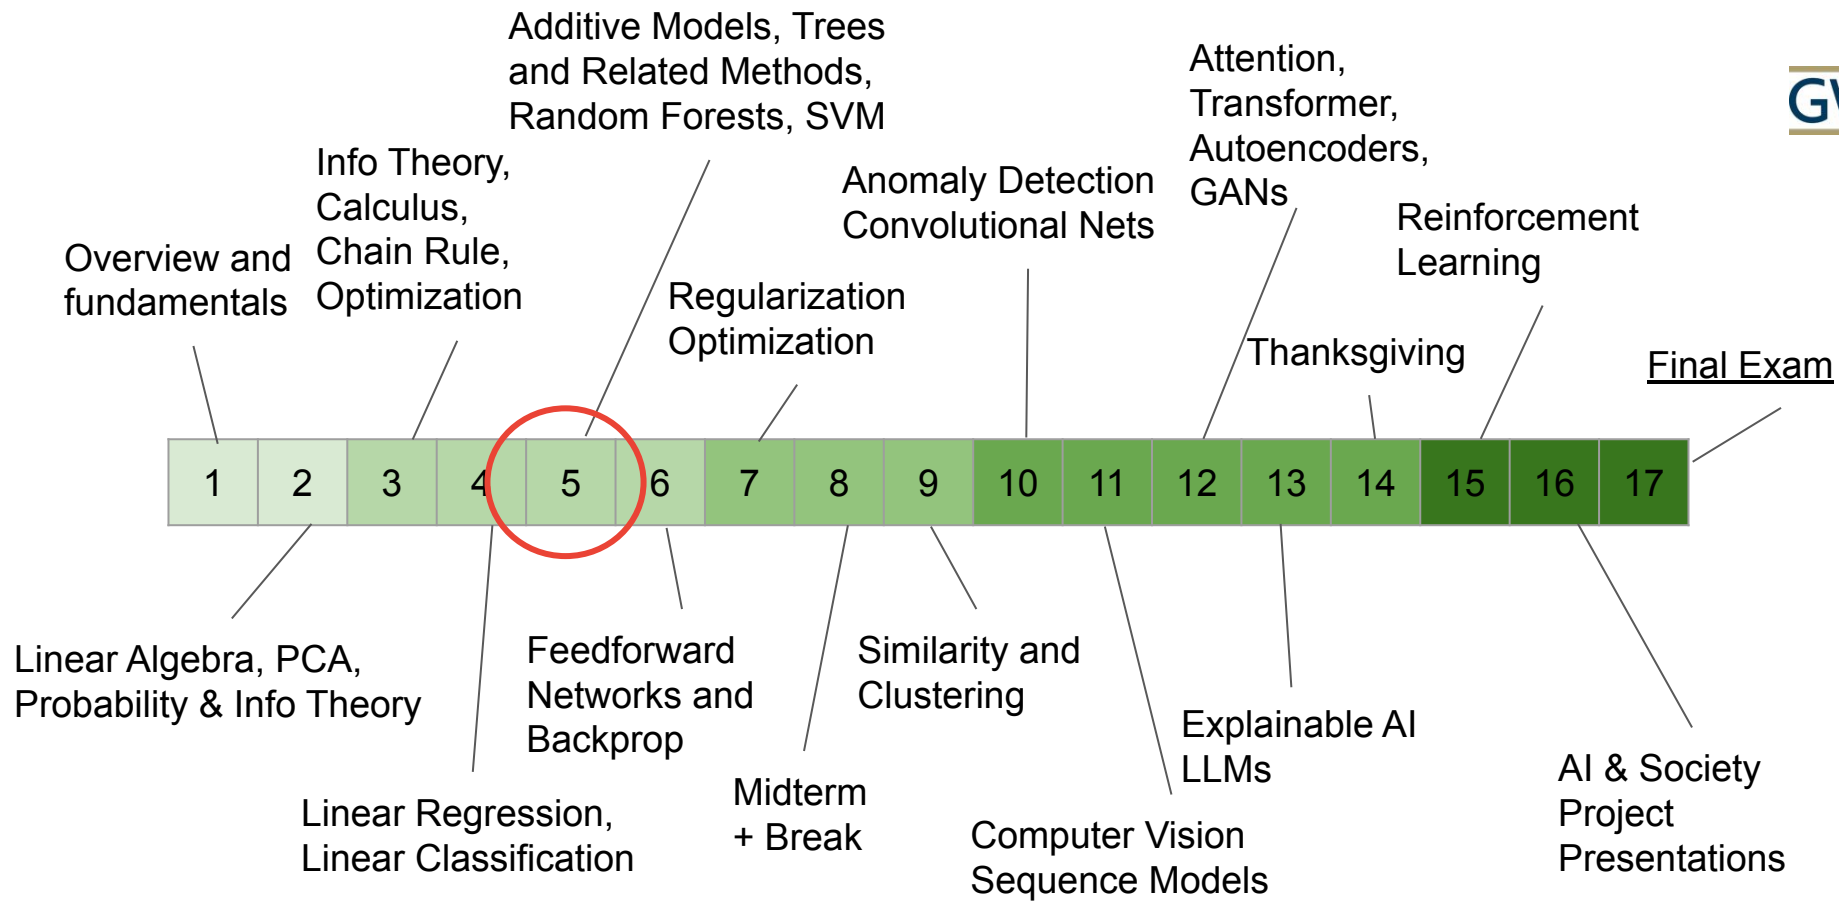 Additive Models, Trees
and Related Methods,
Random Forests, SVM
Attention,
Transformer,
Autoencoders,
GANs
Info Theory,
Calculus,
Chain Rule,
Optimization
Anomaly Detection
Convolutional Nets
Reinforcement
Learning
Overview and
fundamentals
Regularization
Optimization
Thanksgiving
Final Exam
1 2 3 4 5 6 7 8 9 10 11 12 13 14 15 16 17
Linear Algebra, PCA,
Probability & Info Theory
Feedforward
Networks and
Backprop
Similarity and
Clustering
Explainable AI
LLMs
Midterm
+ Break
AI & Society
Project
Presentations
Linear Regression,
Linear Classification
Computer Vision
Sequence Models